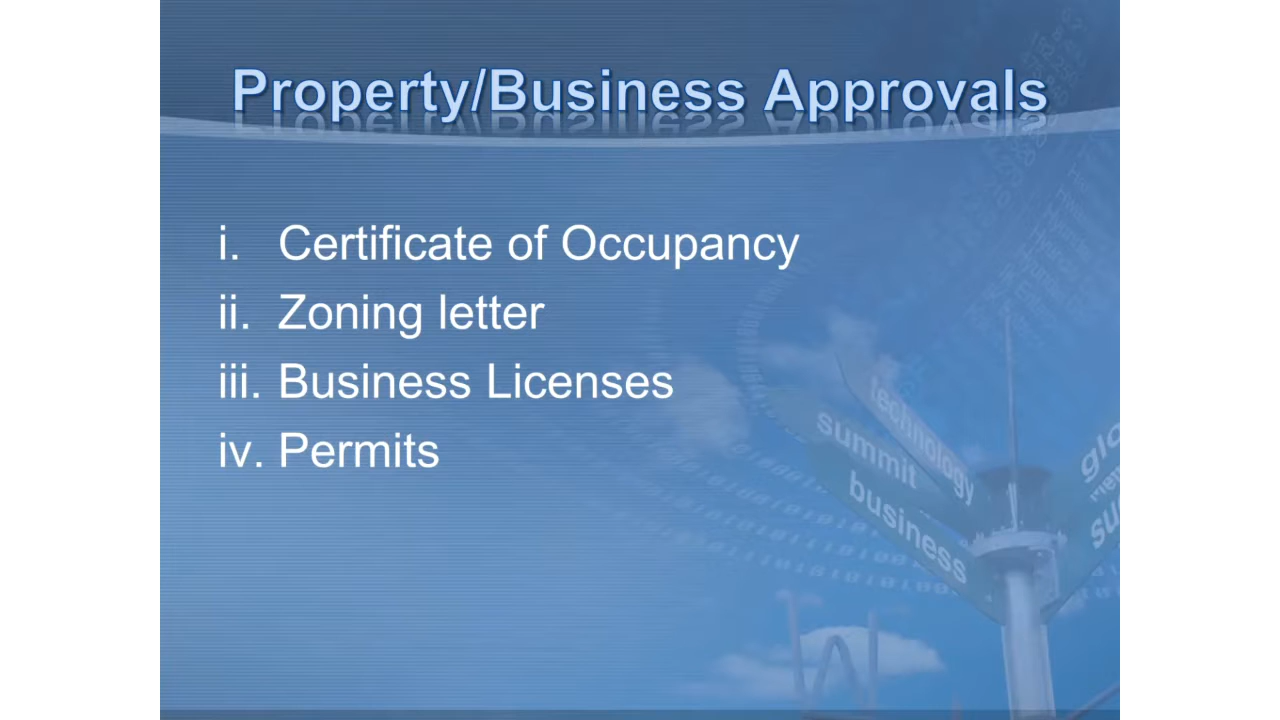 Property/Business Approvals
i. Certificate of Occupancy
ii. Zoning letter
iii. Business Licenses
iv. Permits
technology
summit
business